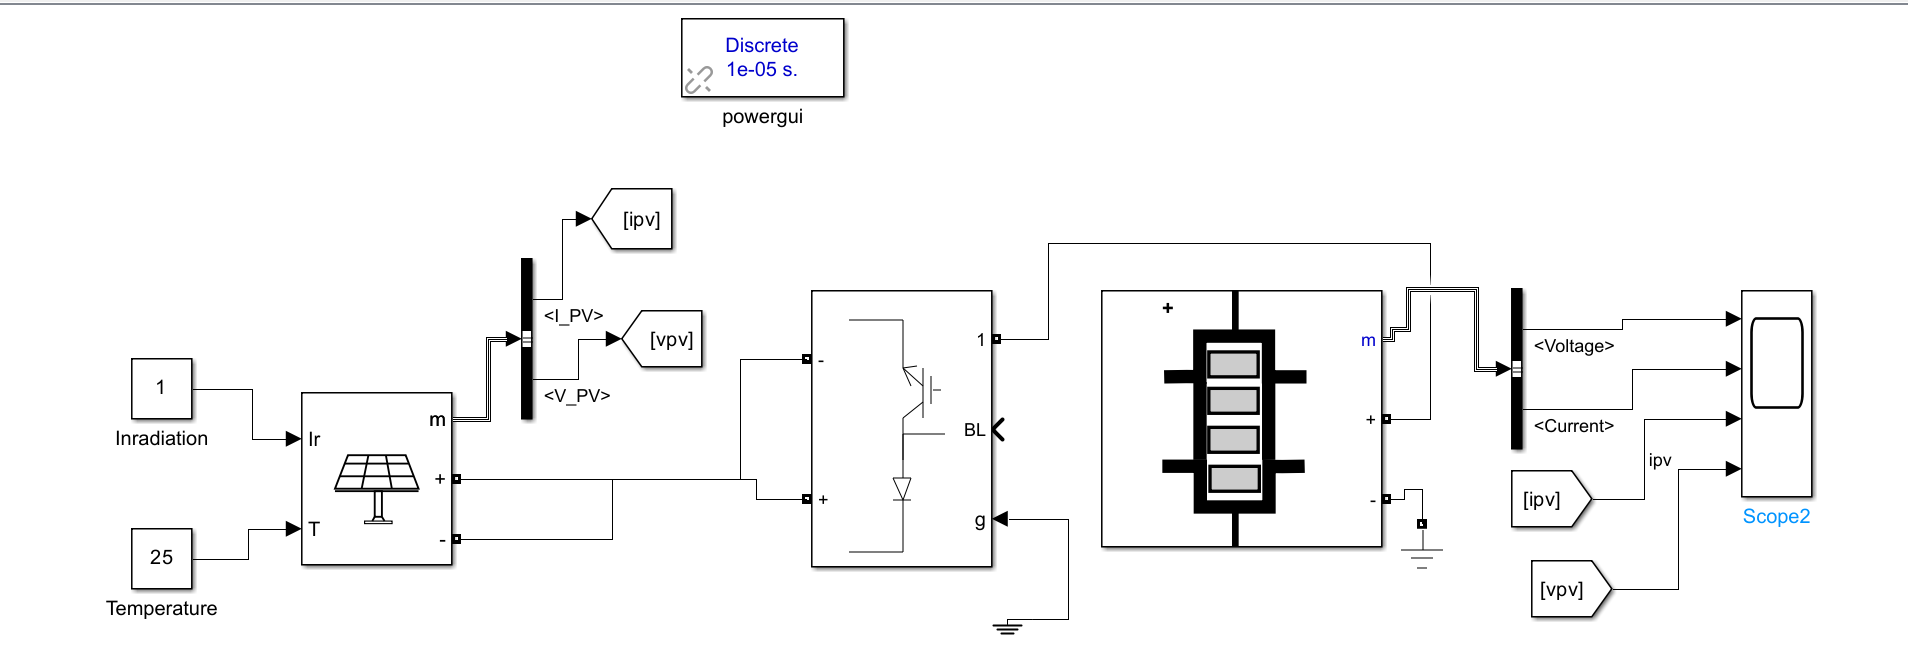 Discrete
1e-05 s.
powergui
[ipv]
<I_PV>
[vpv]
<V_PV>
1
Inradiation
25
Temperature
Ir
T
m
+
-
-
+
1
BL
g
+
m
+
-
<Voltage>
<Current>
ipv
[ipv]
[vpv]
Scope2